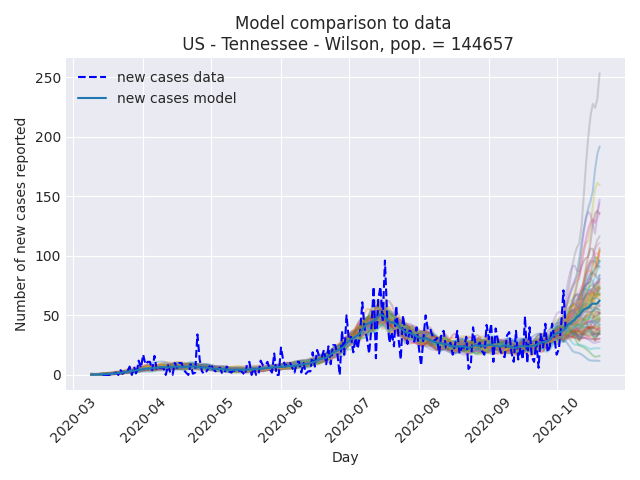 Model comparison to data
US - Tennessee - Wilson, pop. = 144657
new cases data
new cases model
Number of new cases reported
250
200
150
100
50
0
2020-03
2020-04
2020-05
2020-06
2020-07
2020-08
2020-09
2020-10
Day